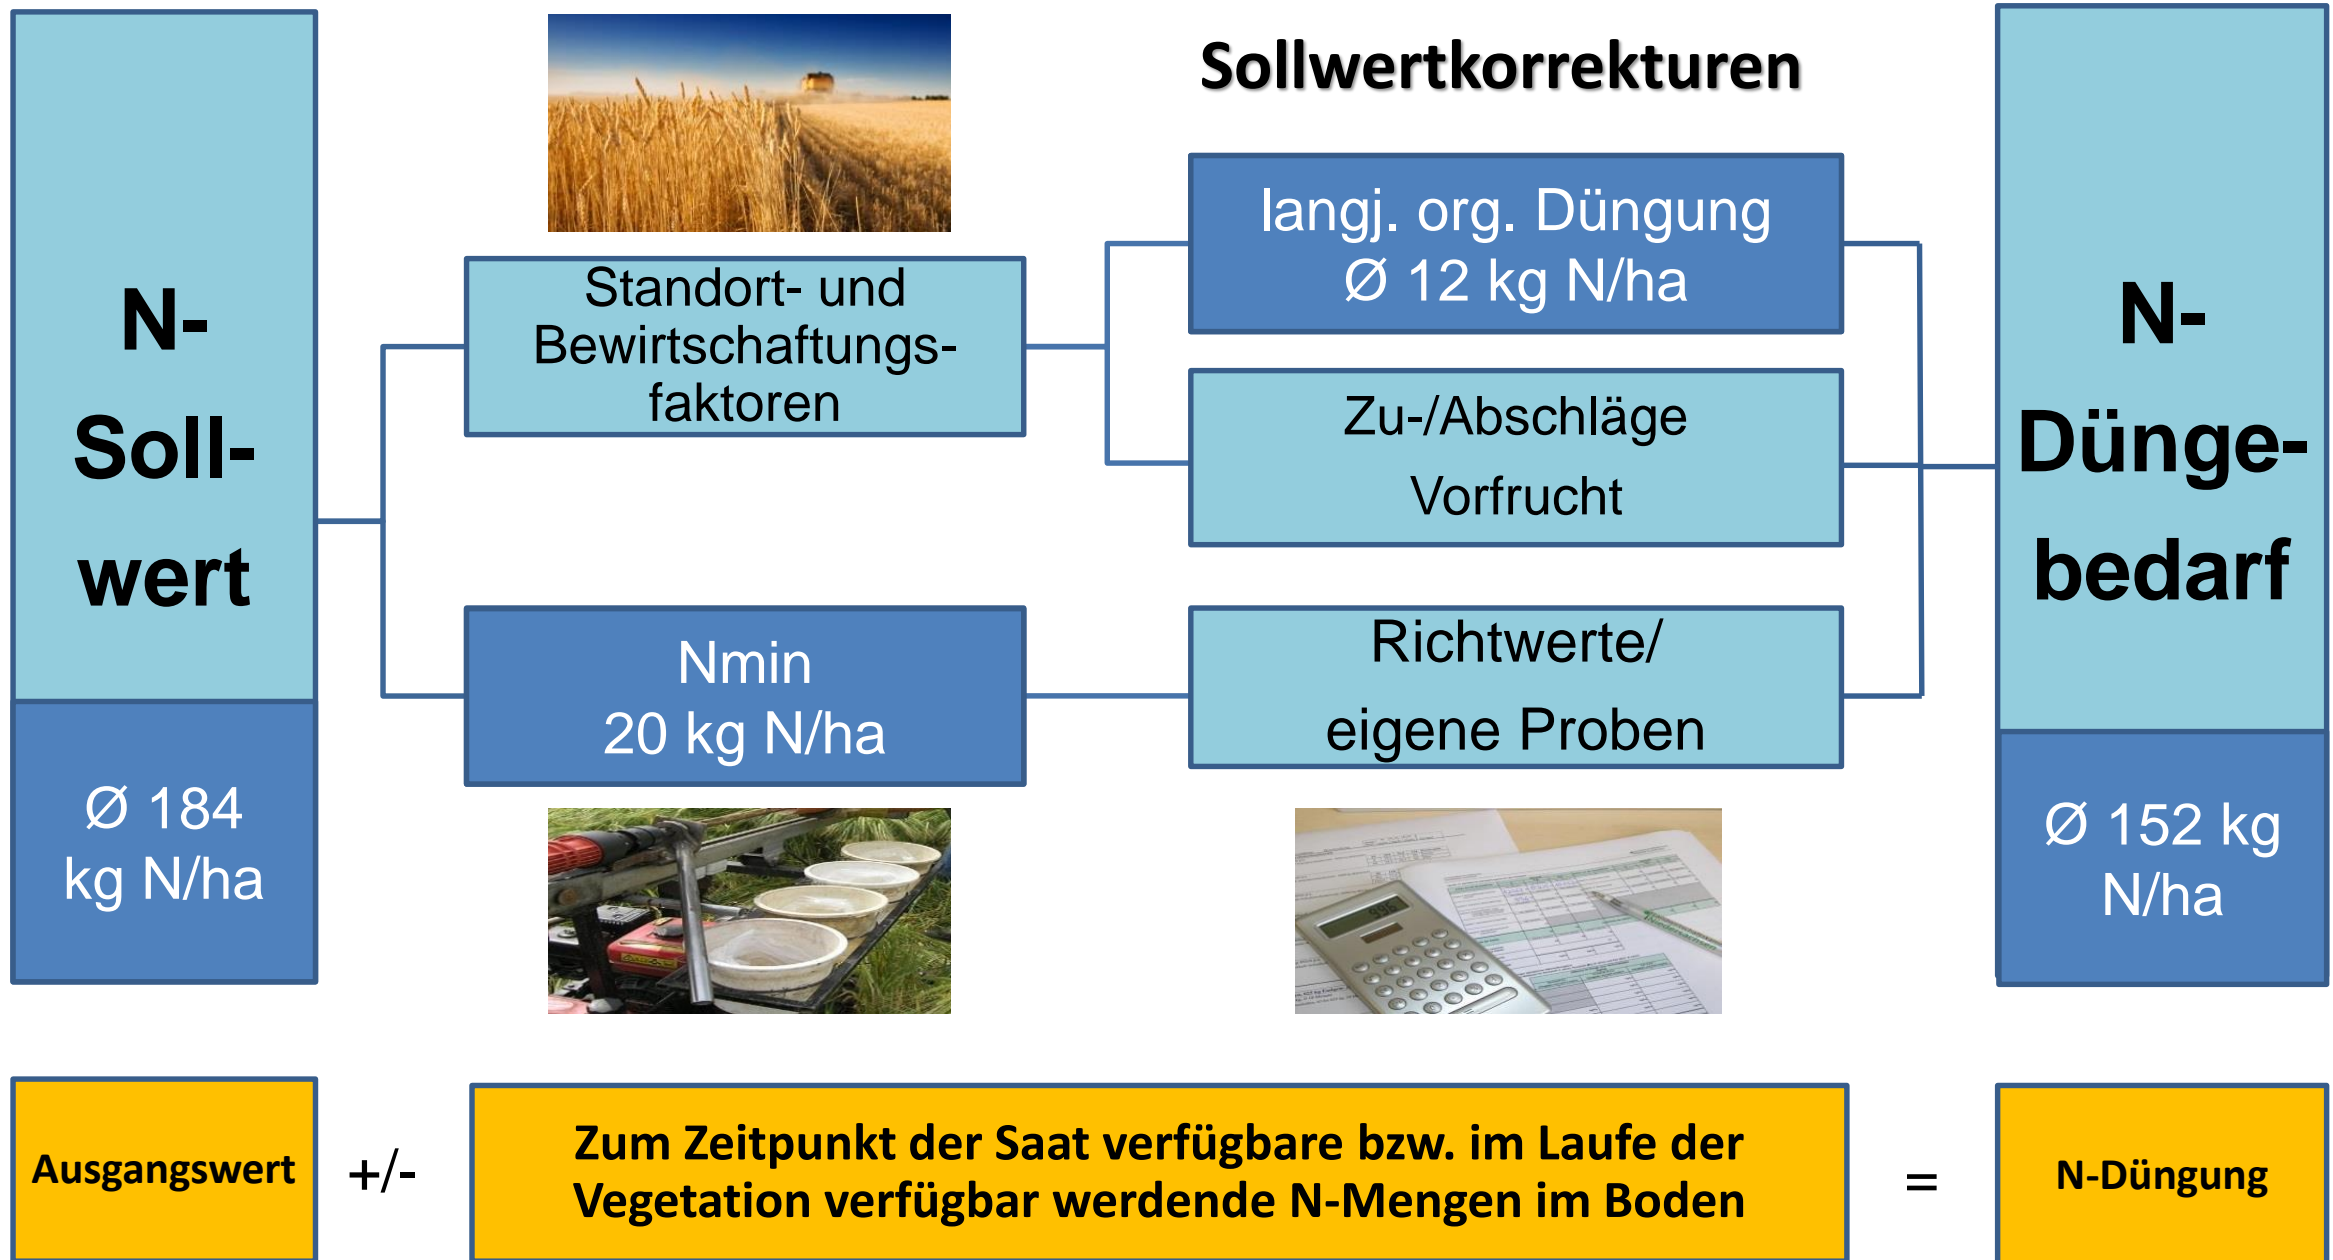 Sollwertkorrekturen
N-
Soll-
wert
Ø 184
kg N/ha
Standort- und
Bewirtschaftungs-
faktoren
Nmin
20 kg N/ha
langj. org. Düngung
Ø 12 kg N/ha
Zu-/Abschläge
Vorfrucht
Richtwerte/
eigene Proben
N-
Dünge-
bedarf
Ø 152 kg
N/ha
Ausgangswert
+/-
Zum Zeitpunkt der Saat verfügbare bzw. im Laufe der
Vegetation verfügbar werdende N-Mengen im Boden
=
N-Düngung